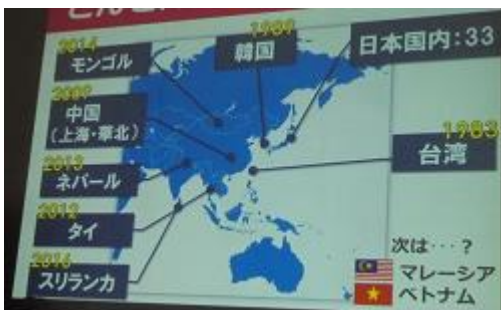 2014
モンゴル
1989
韓国
日本国内:33
2009
中国
(上海・華北)
1983
台湾
2013
ネパール
2012
タイ
2016
スリランカ
次は・・・?
マレーシア
ベトナム